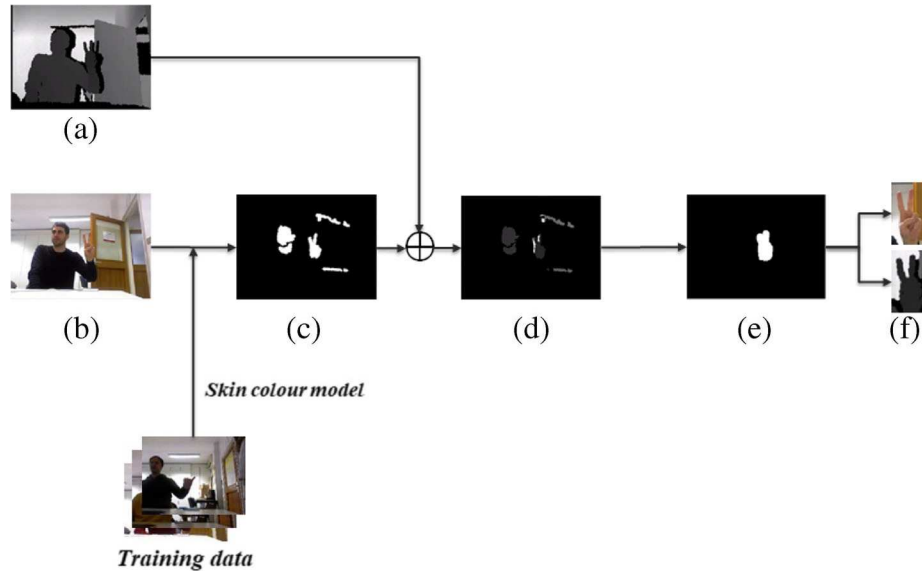 (a)
(b)
(c)
(d)
(e)
(f)
Skin colour model
Training data